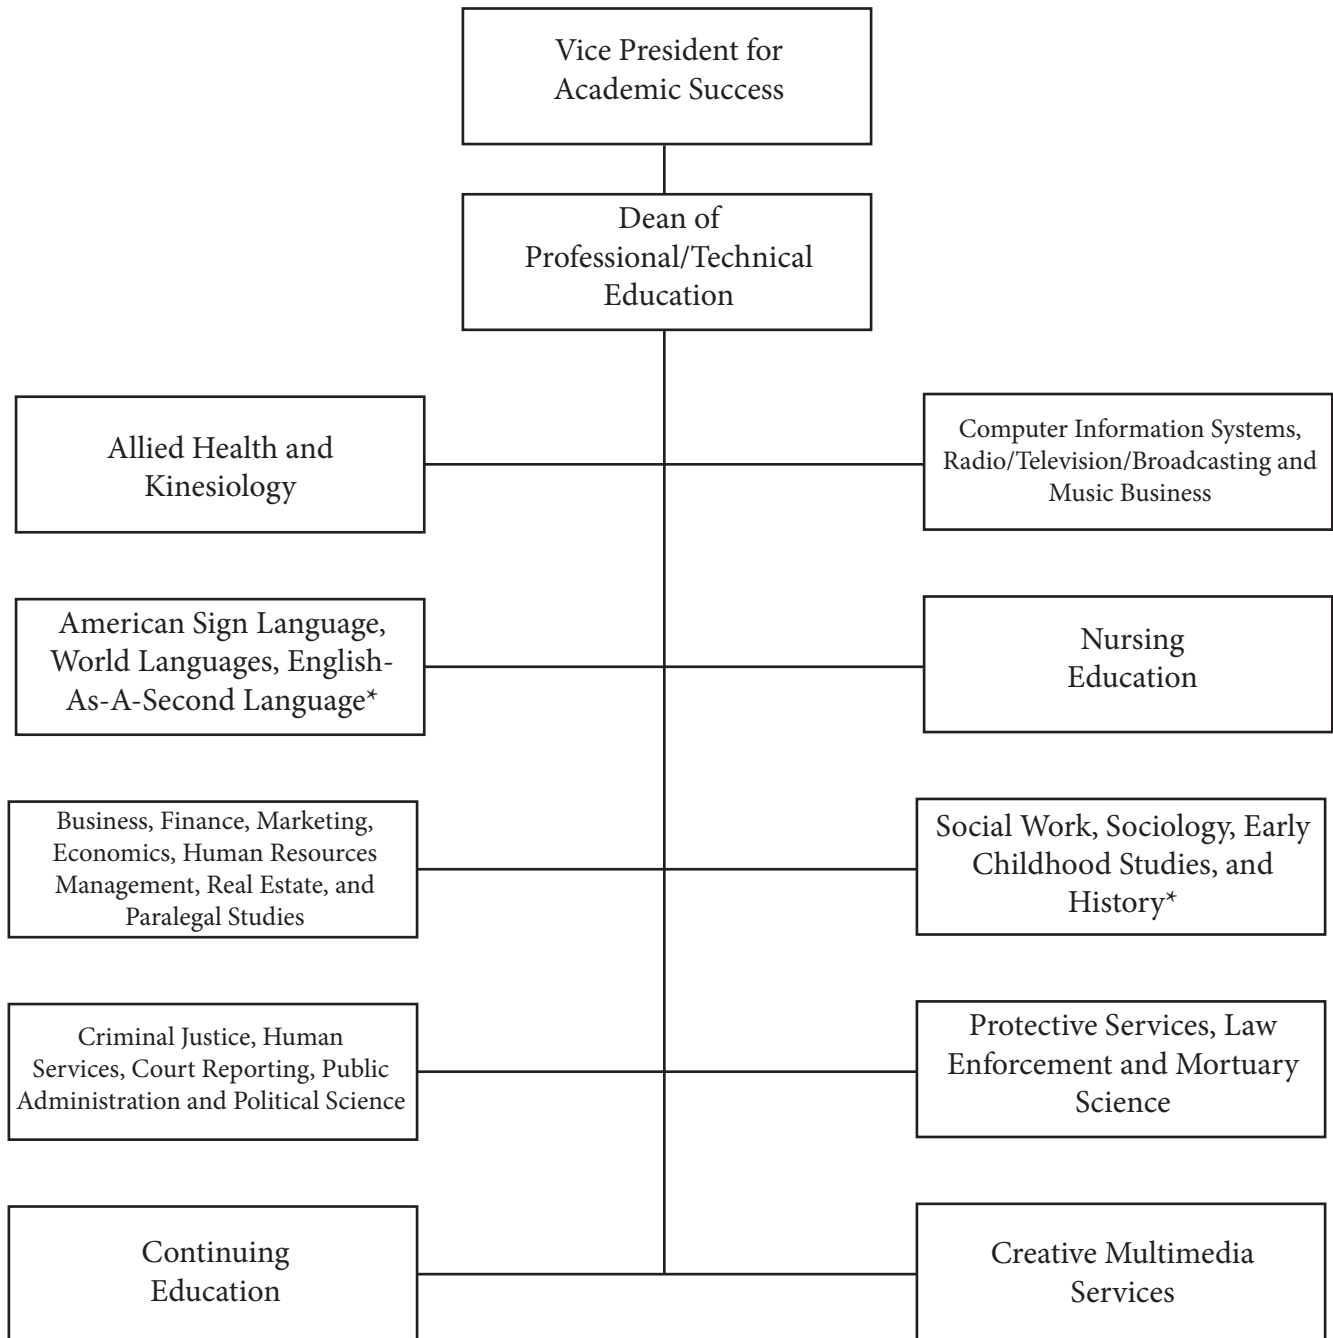 Vice President for
Academic Success
Dean of
Professional/Technical
Education
Allied Health and
Kinesiology
Computer Information Systems,
Radio/Television/Broadcasting and
Music Business
American Sign Language,
World Languages, English-
As-A-Second Language*
Nursing
Education
Business, Finance, Marketing,
Economics, Human Resources
Management, Real Estate, and
Paralegal Studies
Social Work, Sociology, Early
Childhood Studies, and
History*
Criminal Justice, Human
Services, Court Reporting, Public
Administration and Political Science
Protective Services, Law
Enforcement and Mortuary
Science
Continuing
Education
Creative Multimedia
Services